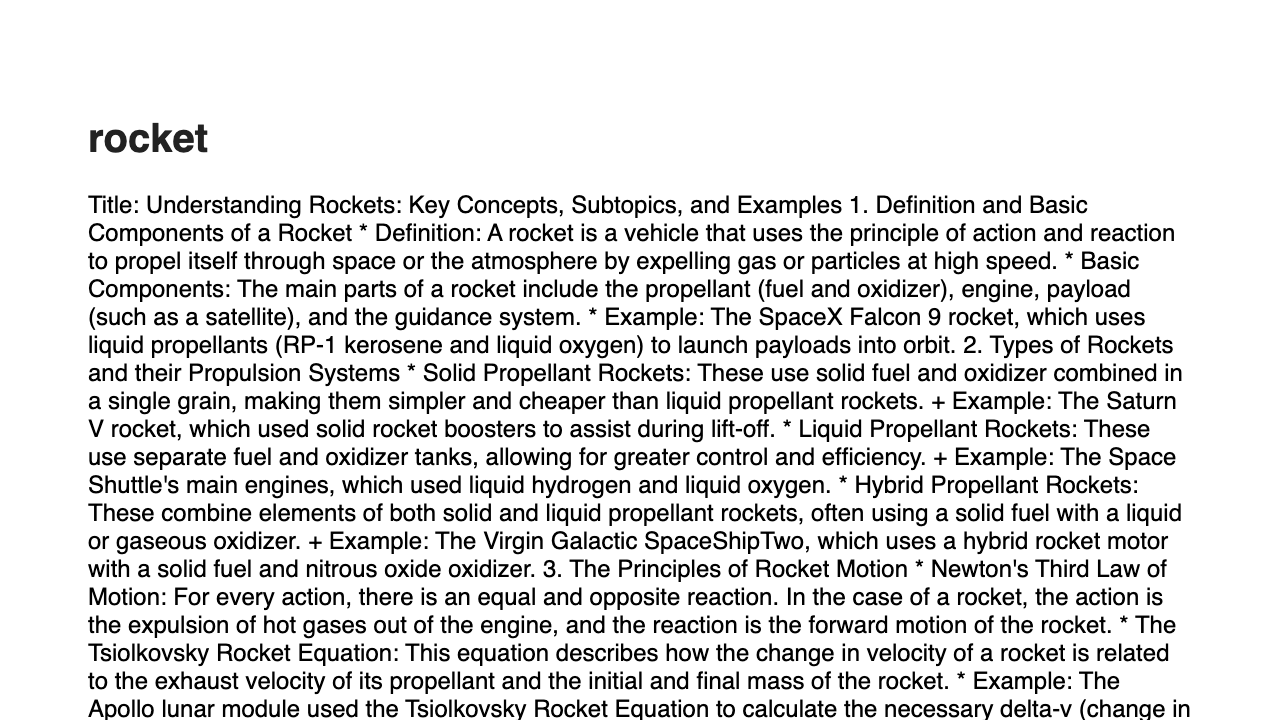 rocket
Title: Understanding Rockets: Key Concepts, Subtopics, and Examples 1. Definition and Basic
Components of a Rocket * Definition: A rocket is a vehicle that uses the principle of action and reaction
to propel itself through space or the atmosphere by expelling gas or particles at high speed. * Basic
Components: The main parts of a rocket include the propellant (fuel and oxidizer), engine, payload
(such as a satellite), and the guidance system. * Example: The SpaceX Falcon 9 rocket, which uses
liquid propellants (RP-1 kerosene and liquid oxygen) to launch payloads into orbit. 2. Types of Rockets
and their Propulsion Systems * Solid Propellant Rockets: These use solid fuel and oxidizer combined in
a single grain, making them simpler and cheaper than liquid propellant rockets. + Example: The Saturn
V rocket, which used solid rocket boosters to assist during lift-off. * Liquid Propellant Rockets: These
use separate fuel and oxidizer tanks, allowing for greater control and efficiency. + Example: The Space
Shuttle's main engines, which used liquid hydrogen and liquid oxygen. * Hybrid Propellant Rockets:
These combine elements of both solid and liquid propellant rockets, often using a solid fuel with a liquid
or gaseous oxidizer. + Example: The Virgin Galactic SpaceShipTwo, which uses a hybrid rocket motor
with a solid fuel and nitrous oxide oxidizer. 3. The Principles of Rocket Motion * Newton's Third Law of
Motion: For every action, there is an equal and opposite reaction. In the case of a rocket, the action is
the expulsion of hot gases out of the engine, and the reaction is the forward motion of the rocket. * The
Tsiolkovsky Rocket Equation: This equation describes how the change in velocity of a rocket is related
to the exhaust velocity of its propellant and the initial and final mass of the rocket. * Example: The
Apollo lunar module used the Tsiolkovsky Rocket Equation to calculate the necessary delta-v (change in